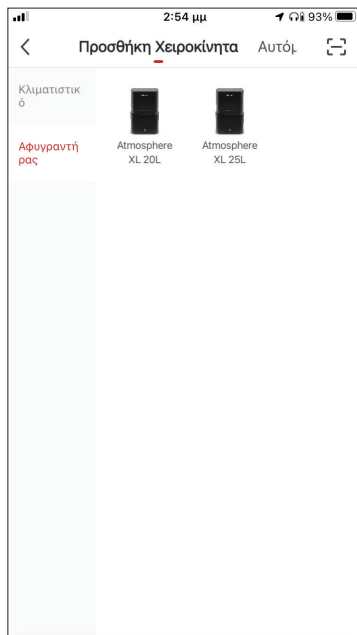 2:54 μμ
93%
Προσθήκη Χειροκίνητα
Αυτόμ
Κλιματιστικ
ό
Atmosphere
XL 20L
Atmosphere
XL 25L
Αφυγραντή
ρας